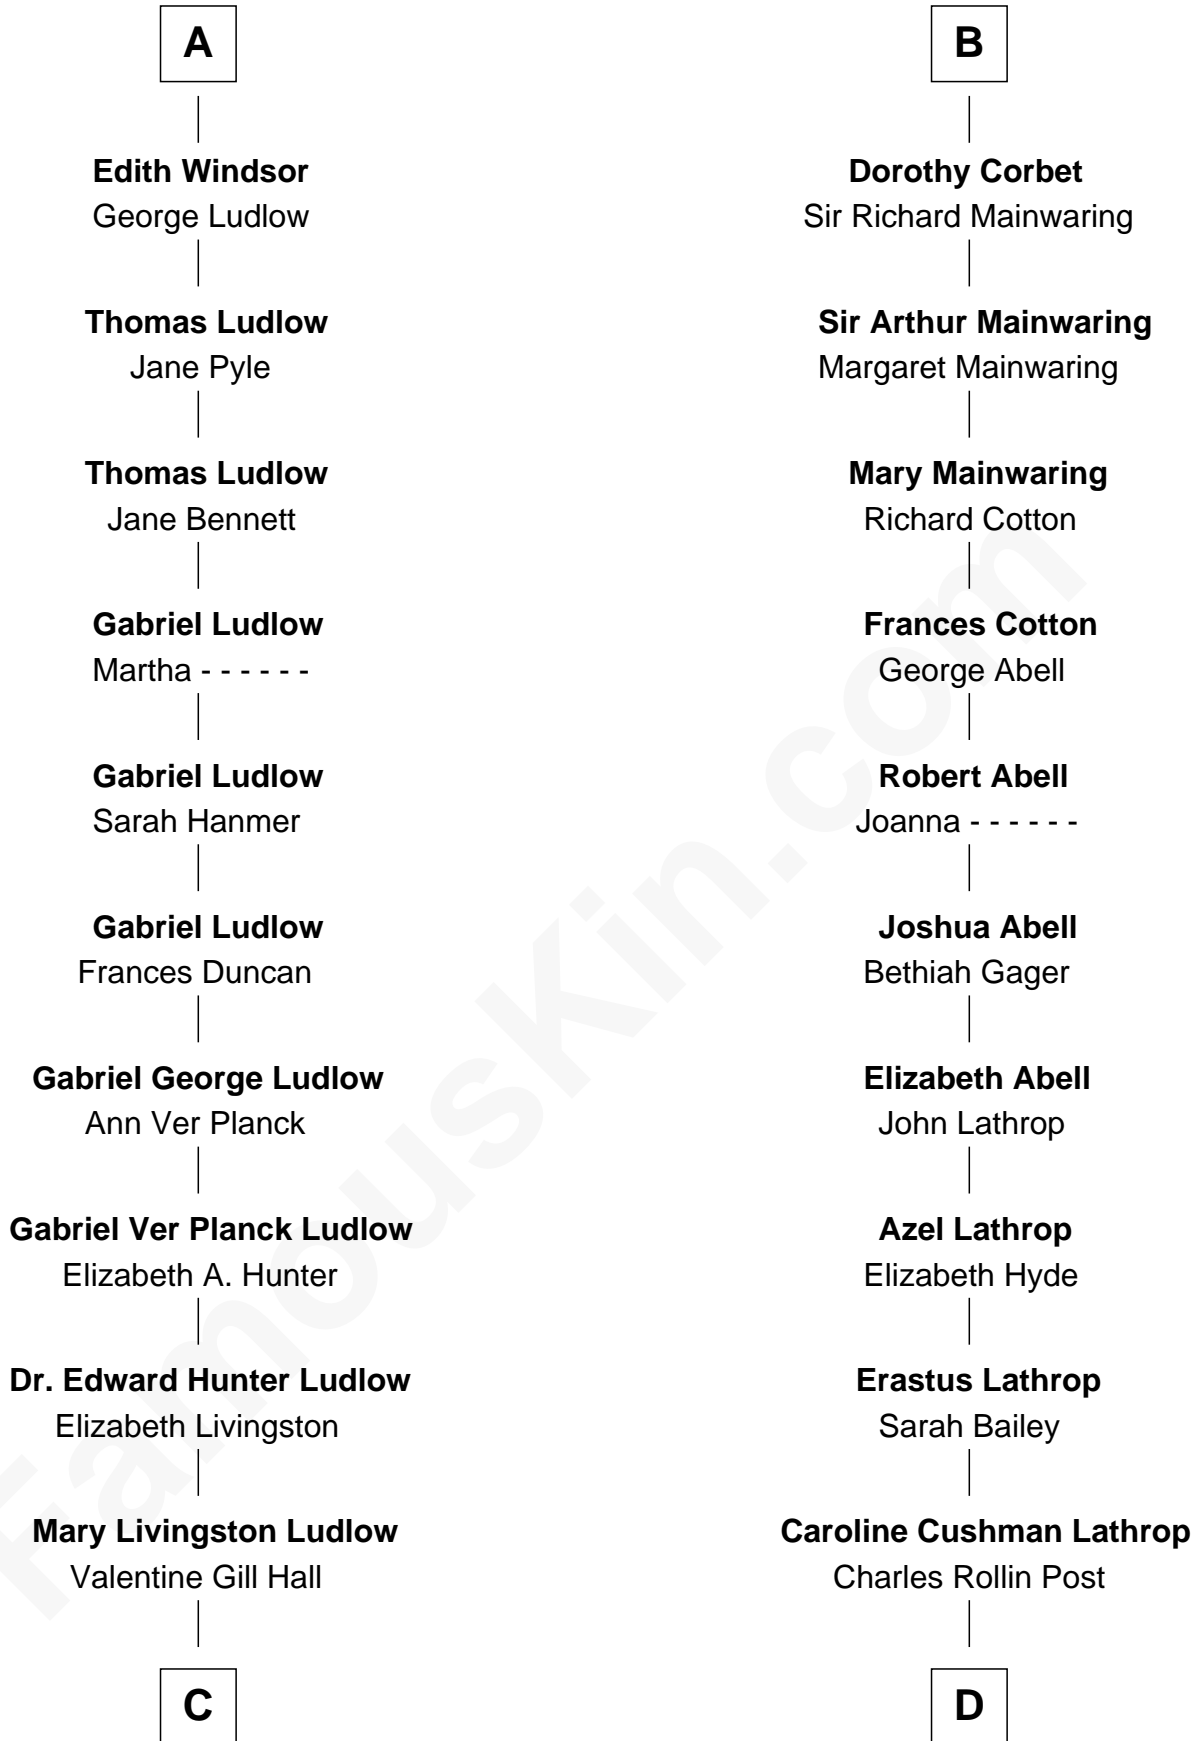 A
Edith Windsor
George Ludlow
Thomas Ludlow
Jane Pyle
Thomas Ludlow
Jane Bennett
Gabriel Ludlow
Martha - - - - - -
Gabriel Ludlow
Sarah Hanmer
Gabriel Ludlow
Frances Duncan
Gabriel George Ludlow
Ann Ver Planck
Gabriel Ver Planck Ludlow
Elizabeth A. Hunter
Dr. Edward Hunter Ludlow
Elizabeth Livingston
Mary Livingston Ludlow
Valentine Gill Hall
C
B
Dorothy Corbet
Sir Richard Mainwaring
Sir Arthur Mainwaring
Margaret Mainwaring
Mary Mainwaring
Richard Cotton
Frances Cotton
George Abell
Robert Abell
Joanna - - - - - -
Joshua Abell
Bethiah Gager
Elizabeth Abell
John Lathrop
Azel Lathrop
Elizabeth Hyde
Erastus Lathrop
Sarah Bailey
Caroline Cushman Lathrop
Charles Rollin Post
D
FamousKin.com